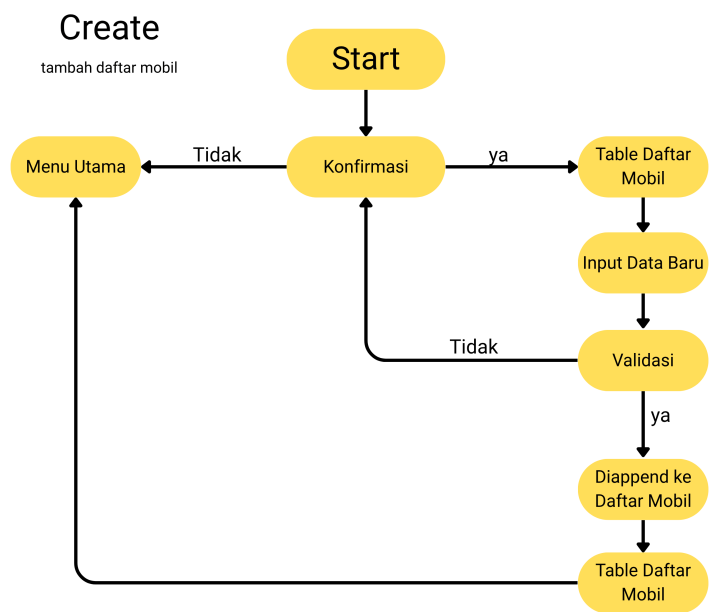 Create
tambah daftar mobil
Start
Menu Utama
Tidak
Konfirmasi
ya
Table Daftar
Mobil
Input Data Baru
Tidak
Validasi
ya
Diappend ke
Daftar Mobil
Table Daftar
Mobil